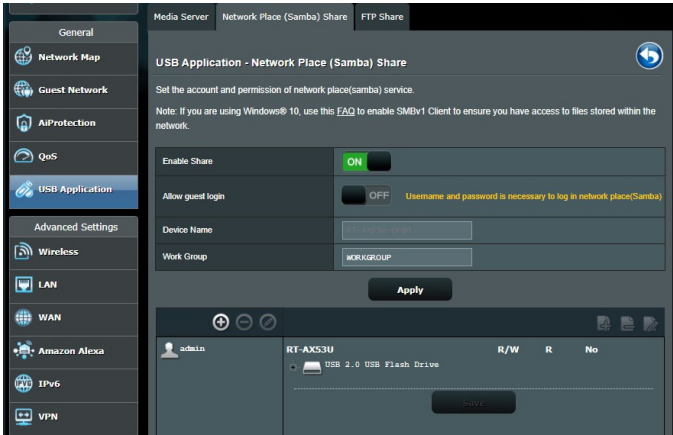 Media Server
Network Place (Samba) Share
FTP Share
General
Network Map
Guest Network
AiProtection
QoS
USB Application
Advanced Settings
Wireless
LAN
WAN
Amazon Alexa
IPv6
VPN
USB Application - Network Place (Samba) Share
Set the account and permission of network place(samba) service.
Note: If you are using Windows® 10, use this FAQ to enable SMBv1 Client to ensure you have access to files stored within the
network.
Enable Share
ON
Allow guest login
OFF
Username and password is necessary to log in network place(Samba)
Device Name
Work Group
WORKGROUP
Apply
admin
RT-AX53U
R/W
R
No
USB 2.0 USB Flash Drive
Save